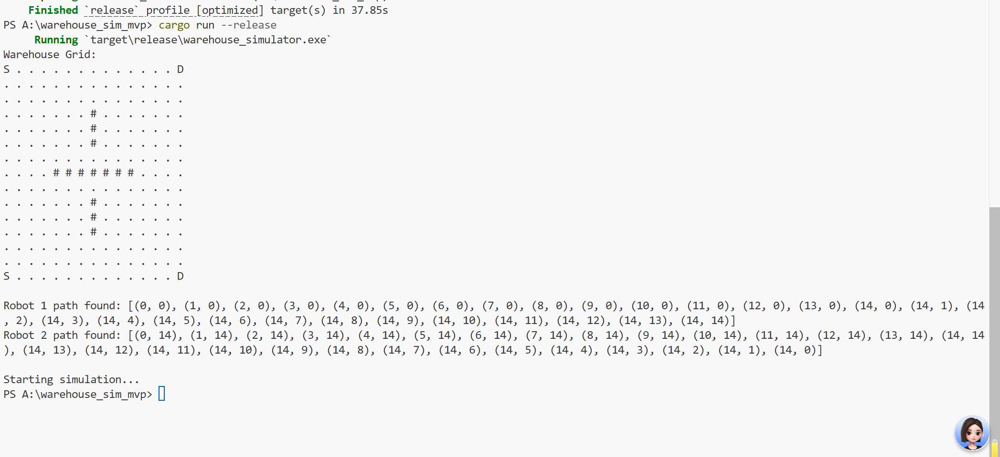 Finished `release` profile [optimized] target(s) in 37.85s
PS A:\warehouse_sim_mvp> cargo run --release
Running `target\release\warehouse_simulator.exe`
Warehouse Grid:
S . . . . . . . . . . . . . D
. . . . . . . . . . . . . . .
. . . . . . . . . . . . . . .
. . . . . . . # . . . . . . .
. . . . . . . # . . . . . . .
. . . . . . . # . . . . . . .
. . . . . . . . . . . . . . .
. . . . # # # # # # # . . . .
. . . . . . . . . . . . . . .
. . . . . . . # . . . . . . .
. . . . . . . # . . . . . . .
. . . . . . . # . . . . . . .
. . . . . . . . . . . . . . .
. . . . . . . . . . . . . . .
S . . . . . . . . . . . . . D
Robot 1 path found: [(0, 0), (1, 0), (2, 0), (3, 0), (4, 0), (5, 0), (6, 0), (7, 0), (8, 0), (9, 0), (10, 0), (11, 0), (12, 0), (13, 0), (14, 0), (14, 1), (14
, 2), (14, 3), (14, 4), (14, 5), (14, 6), (14, 7), (14, 8), (14, 9), (14, 10), (14, 11), (14, 12), (14, 13), (14, 14)]
Robot 2 path found: [(0, 14), (1, 14), (2, 14), (3, 14), (4, 14), (5, 14), (6, 14), (7, 14), (8, 14), (9, 14), (10, 14), (11, 14), (12, 14), (13, 14), (14, 14
), (14, 13), (14, 12), (14, 11), (14, 10), (14, 9), (14, 8), (14, 7), (14, 6), (14, 5), (14, 4), (14, 3), (14, 2), (14, 1), (14, 0)]
Starting simulation...
PS A:\warehouse_sim_mvp>